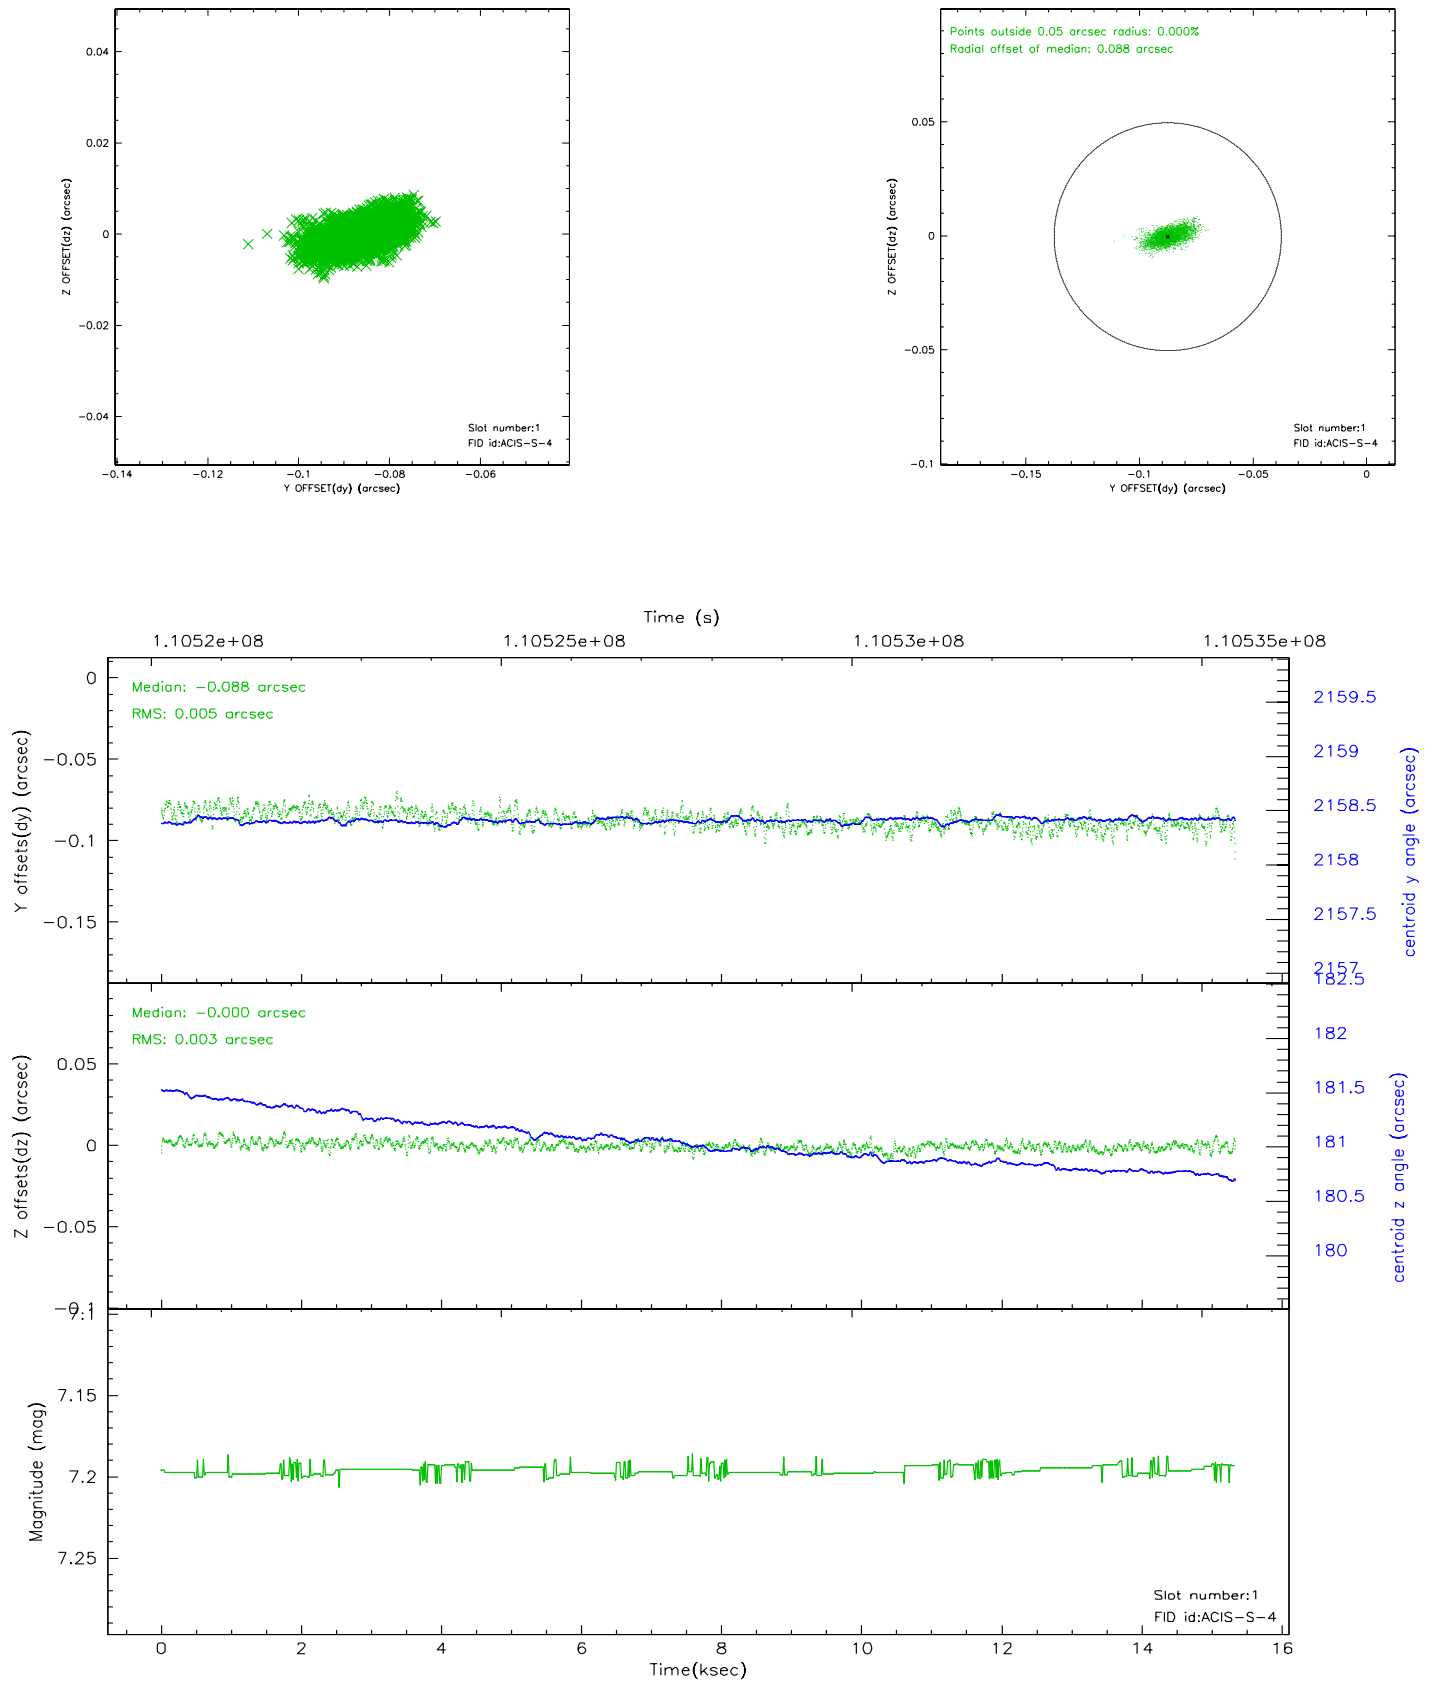 0.04
0.02
0
−0.02
−0.04
Z OFFSET(dz) (arcsec)
Slot number:1
FID id:ACIS−S−4
−0.14 −0.12 −0.1 −0.08 −0.06
Y OFFSET(dy) (arcsec)
Points outside 0.05 arcsec radius: 0.000%
Radial offset of median: 0.088 arcsec
0.05
0
−0.05
−0.1
Z OFFSET(dz) (arcsec)
Slot number:1
FID id:ACIS−S−4
−0.15 −0.1 −0.05 0
Y OFFSET(dy) (arcsec)
Time (s)
1.1052e+08 1.10525e+08 1.1053e+08 1.10535e+08
Median: −0.088 arcsec
RMS: 0.005 arcsec
0
−0.05
−0.1
−0.15
Y offsets(dy) (arcsec)
2159.5
2159
2158.5
2158
2157.5
2157
centroid y angle (arcsec)
Median: −0.000 arcsec
RMS: 0.003 arcsec
0.05
0
−0.05
−0.1
Z offsets(dz) (arcsec)
182.5
182
181.5
181
180.5
180
centroid z angle (arcsec)
7.1
7.15
7.2
7.25
Magnitude (mag)
Slot number:1
FID id:ACIS−S−4
0 2 4 6 8 10 12 14 16
Time(ksec)